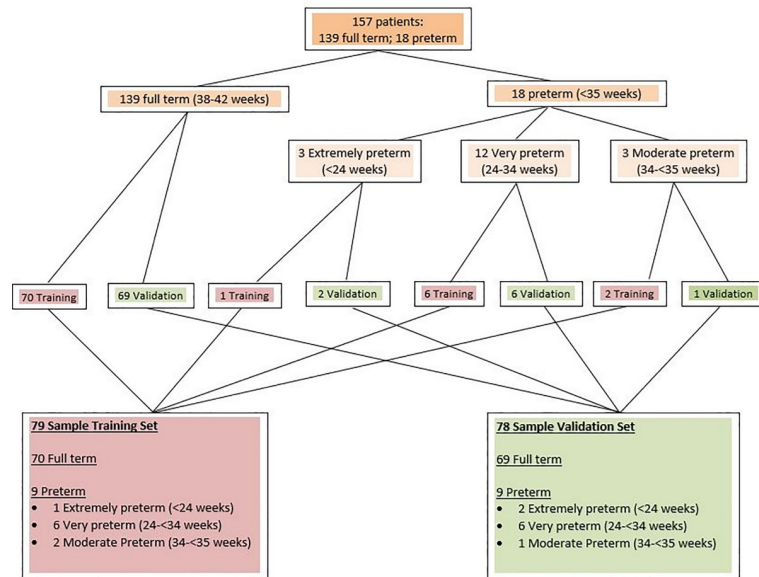 157 patients:
139 full term; 18 preterm
139 full term (38-42 weeks)
18 preterm (<35 weeks)
3 Extremely preterm
(<24 weeks)
12 Very preterm
(24-34 weeks)
3 Moderate preterm
(34-<35 weeks)
70 Training
69 Validation
1 Training
2 Validation
6 Training
6 Validation
2 Training
1 Validation
79 Sample Training Set
70 Full term
9 Preterm
• 1 Extremely preterm (<24 weeks)
• 6 Very preterm (24-<34 weeks)
• 2 Moderate Preterm (34-<35 weeks)
78 Sample Validation Set
69 Full term
9 Preterm
• 2 Extremely preterm (<24 weeks)
• 6 Very preterm (24-<34 weeks)
• 1 Moderate Preterm (34-<35 weeks)